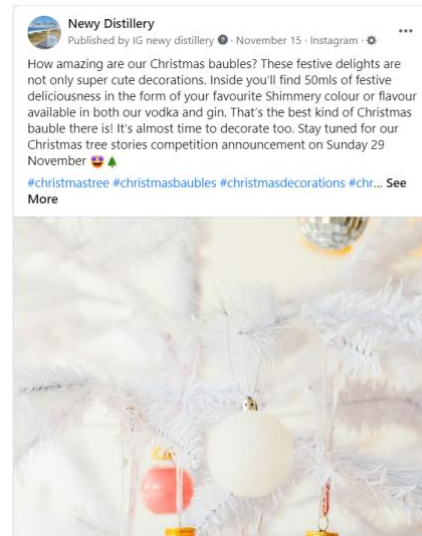 Newy Distillery
Published by IG newy distillery · November 15 · Instagram ·
How amazing are our Christmas baubles? These festive delights are
not only super cute decorations. Inside you'll find 50mls of festive
deliciousness in the form of your favourite Shimmery colour or flavour
available in both our vodka and gin. That's the best kind of Christmas
bauble there is! It's almost time to decorate too. Stay tuned for our
Christmas tree stories competition announcement on Sunday 29
November 🤩🎄
#christmastree #christmasbaubles #christmasdecorations #chr... See
More